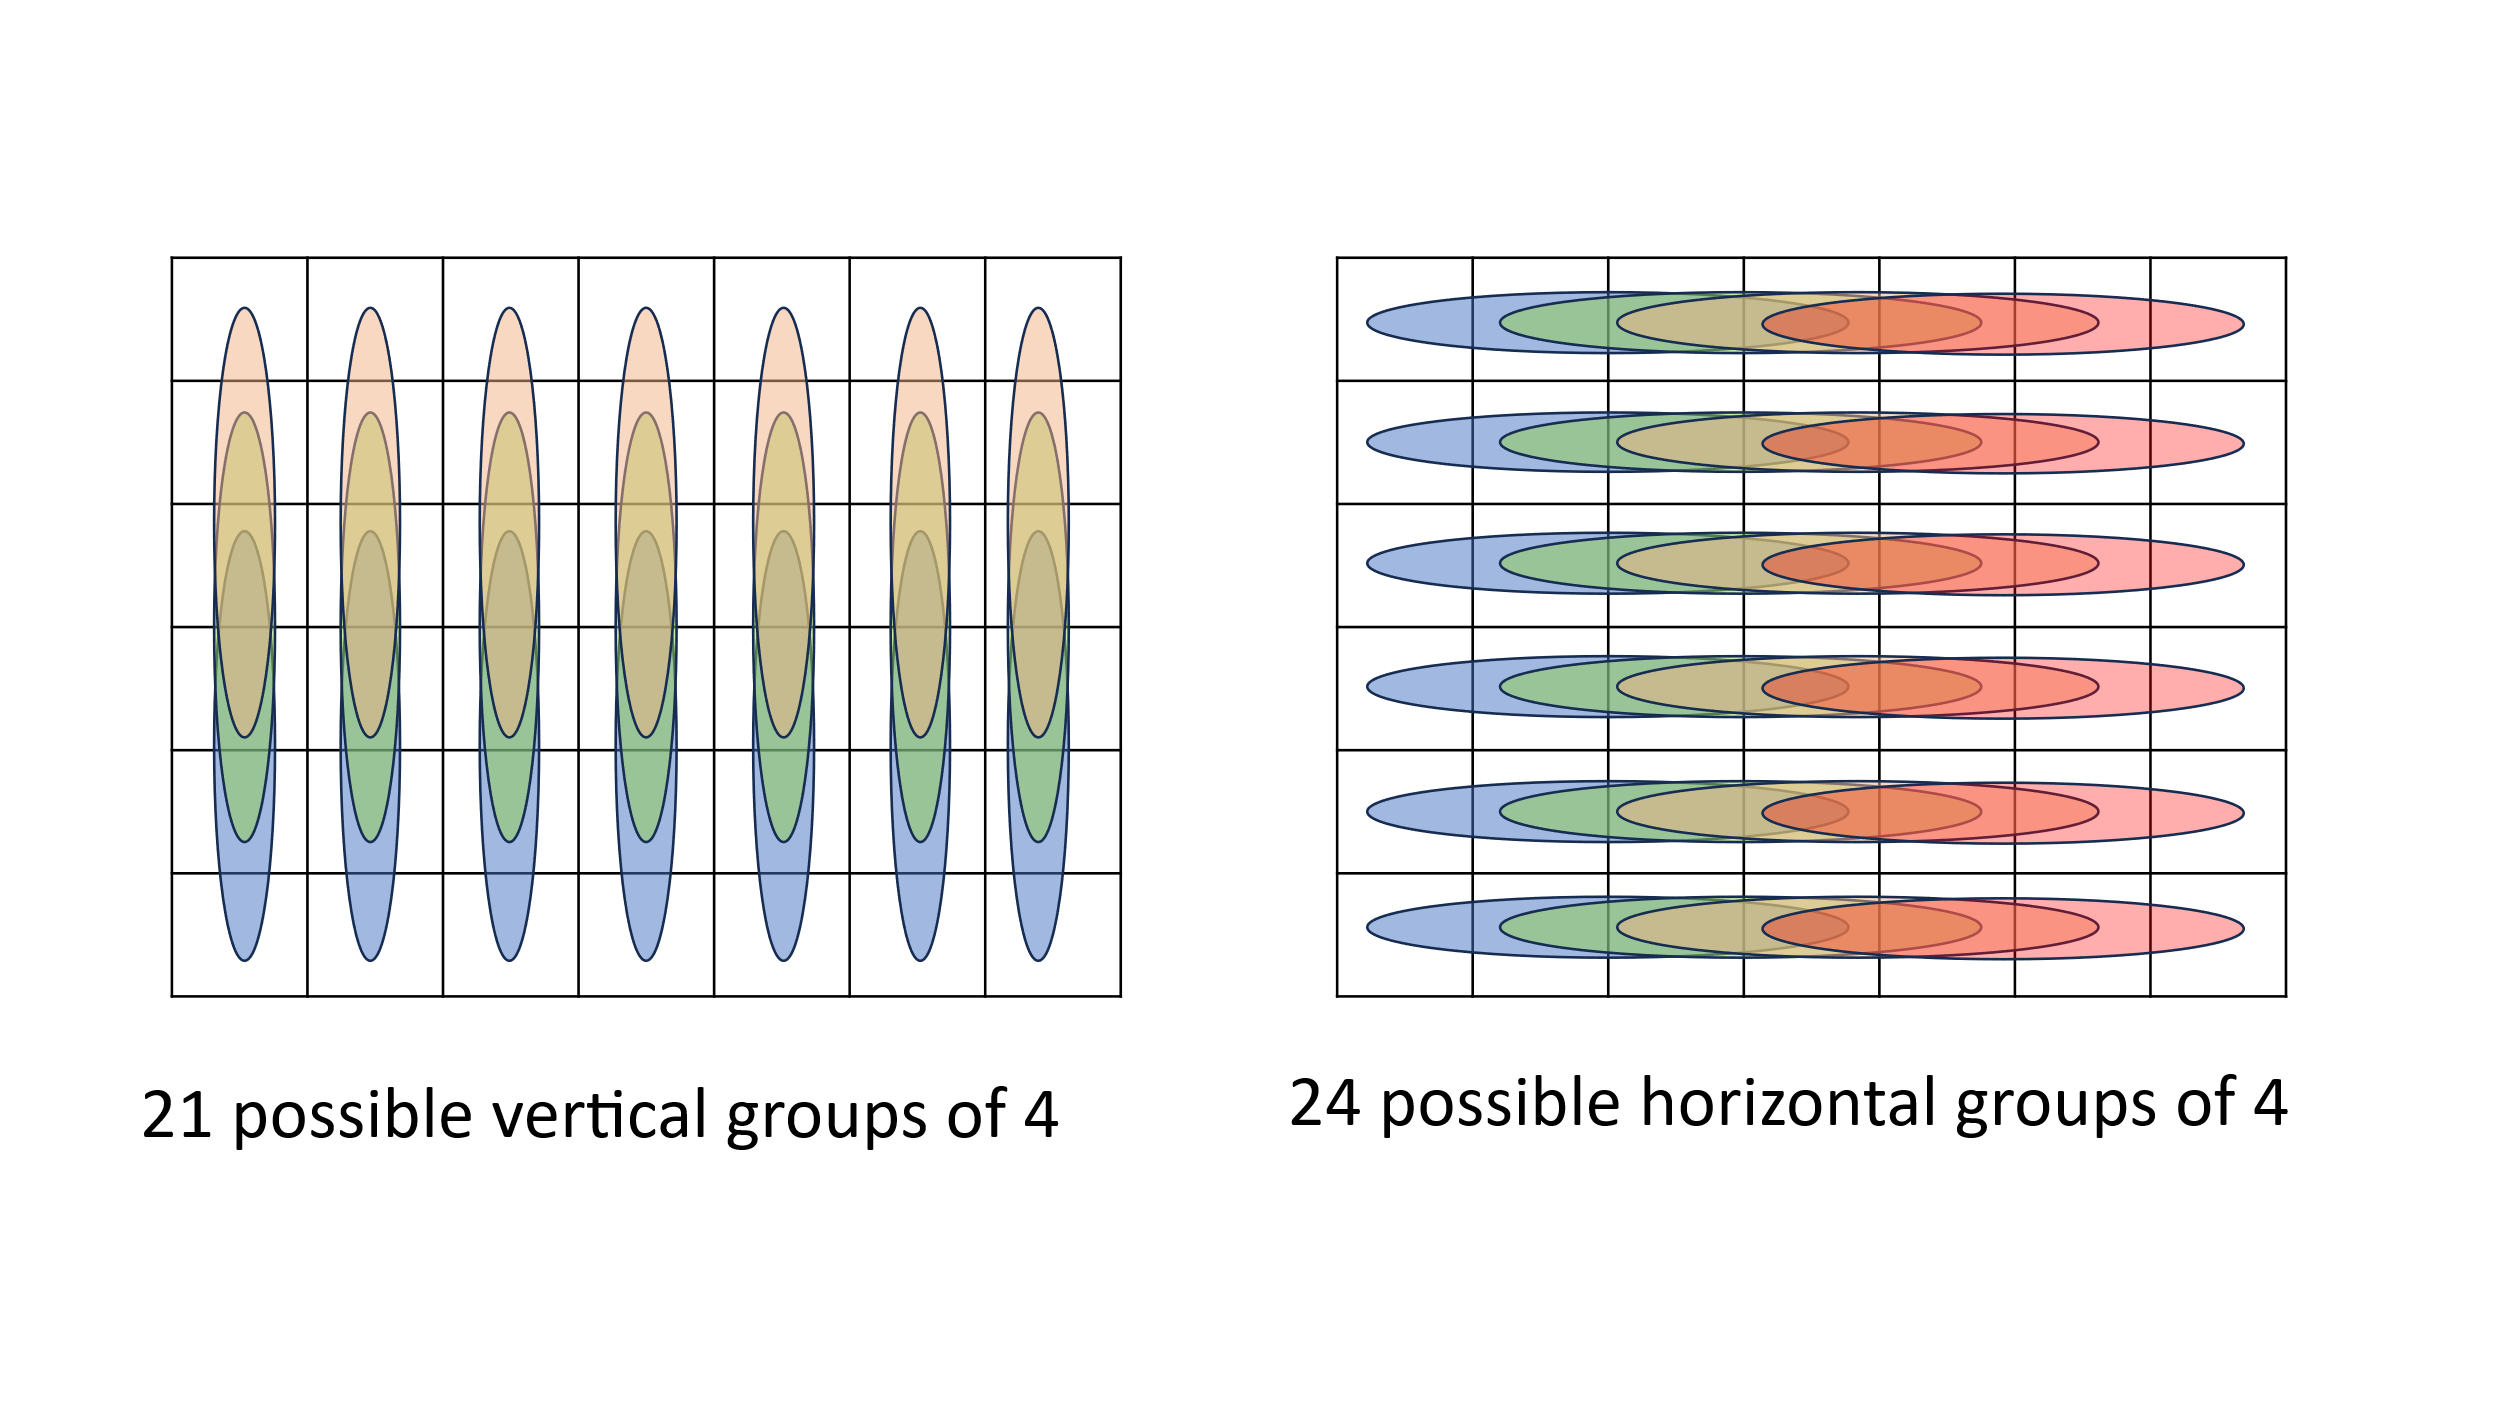 21 possible vertical groups of 4
24 possible horizontal groups of 4